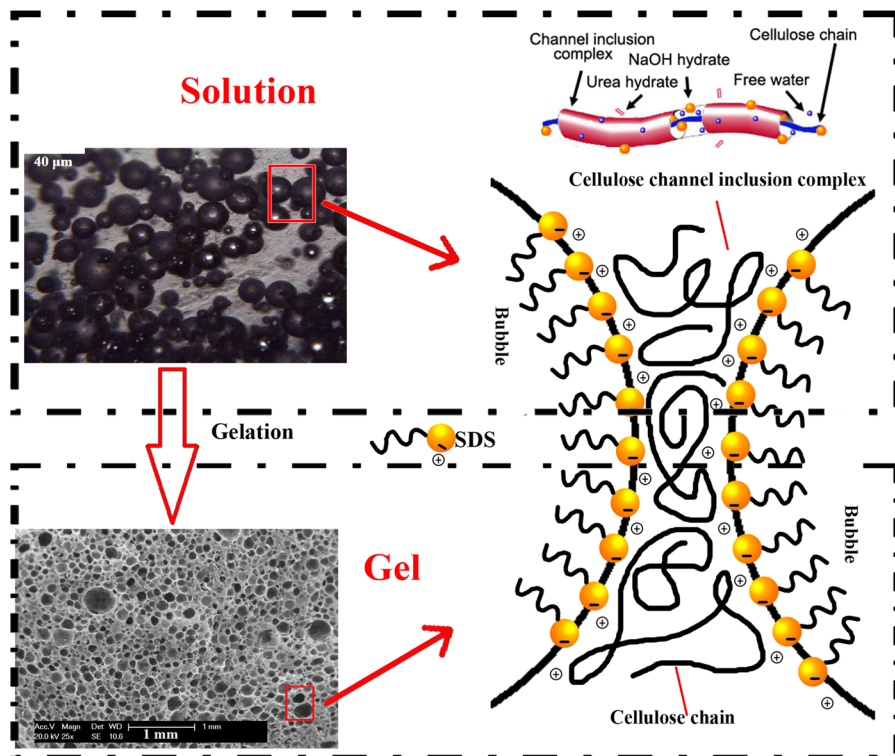 Channel inclusion
complex
Urea hydrate
NaOH hydrate
Cellulose chain
Free water
Solution
40 μm
Cellulose channel inclusion complex
Bubble
Gelation
SDS
Bubble
Gel
Acc.V Magn Det WD 1 mm
20.0 kV 25x SE 10.6 1 mm
Cellulose chain